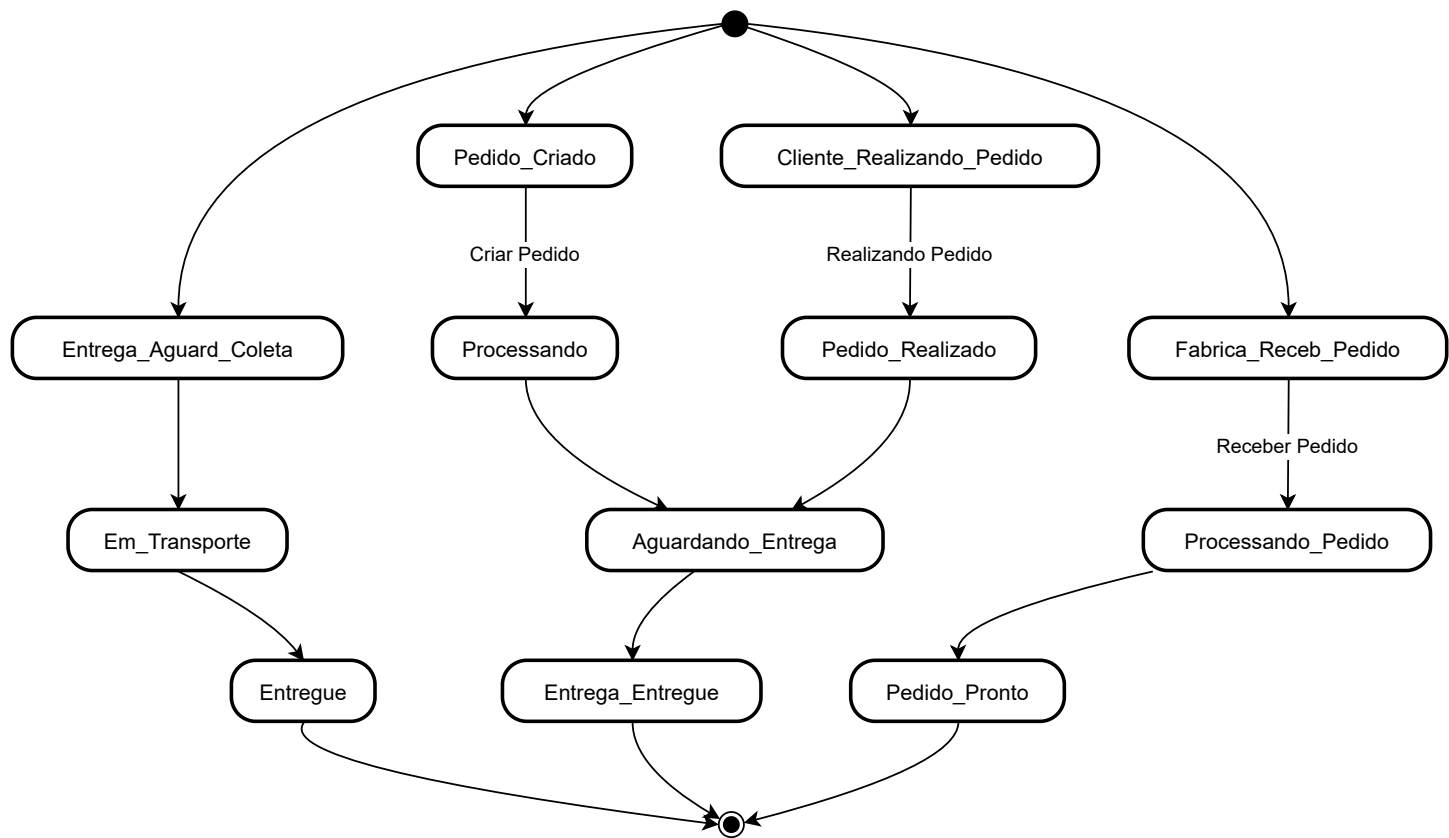 Pedido_Criado
Cliente_Realizando_Pedido
Criar Pedido
Realizando Pedido
Entrega_Aguard_Coleta
Processando
Pedido_Realizado
Fabrica_Receb_Pedido
Receber Pedido
Em_Transporte
Aguardando_Entrega
Processando_Pedido
Entregue
Entrega_Entregue
Pedido_Pronto